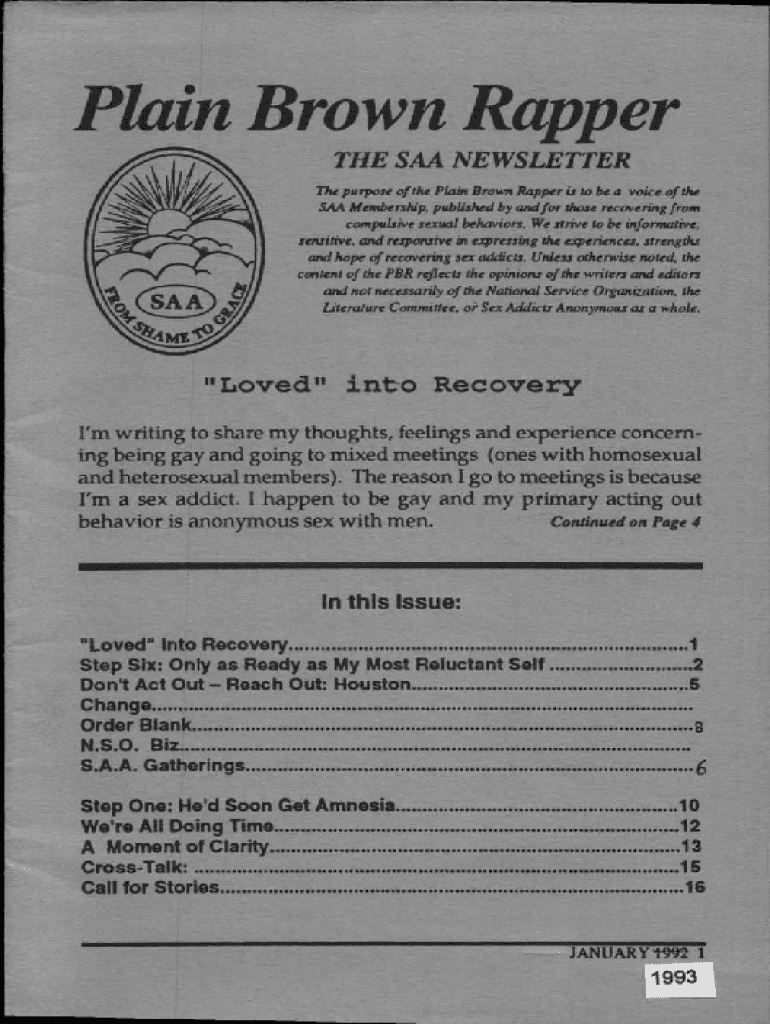 Plain Brown Rapper
THE SAA NEWSLETTER
The purpose of the Plain Brown Rapper is to be a voice of the
SAA Membership, published by and for those recovering from
compulsive sexual behaviors. We strive to be informative,
sensitive, and responsive in expressing the experiences, strengths
and hope of recovering sex addicts. Unless otherwise noted, the
content of the PBR reflects the opinions of the writers and editors
and not necessarily of the National Service Organization, the
Literature Committee, or Sex Addicts Anonymous as a whole.
SAA
FROM SHAME TO GRACE
"Loved" into Recovery
I'm writing to share my thoughts, feelings and experience concern-
ing being gay and going to mixed meetings (ones with homosexual
and heterosexual members). The reason I go to meetings is because
I'm a sex addict. I happen to be gay and my primary acting out
behavior is anonymous sex with men. Continued on Page 4
In this Issue:
"Loved" Into Recovery.....1
Step Six: Only as Ready as My Most Reluctant Self.....2
Don't Act Out – Reach Out: Houston.....5
Change.....
Order Blank.....8
N.S.O. Biz.....
S.A.A. Gatherings.....6
Step One: He'd Soon Get Amnesia.....10
We're All Doing Time.....12
A Moment of Clarity.....13
Cross-Talk: .....15
Call for Stories.....16
JANUARY 1992 1
1993